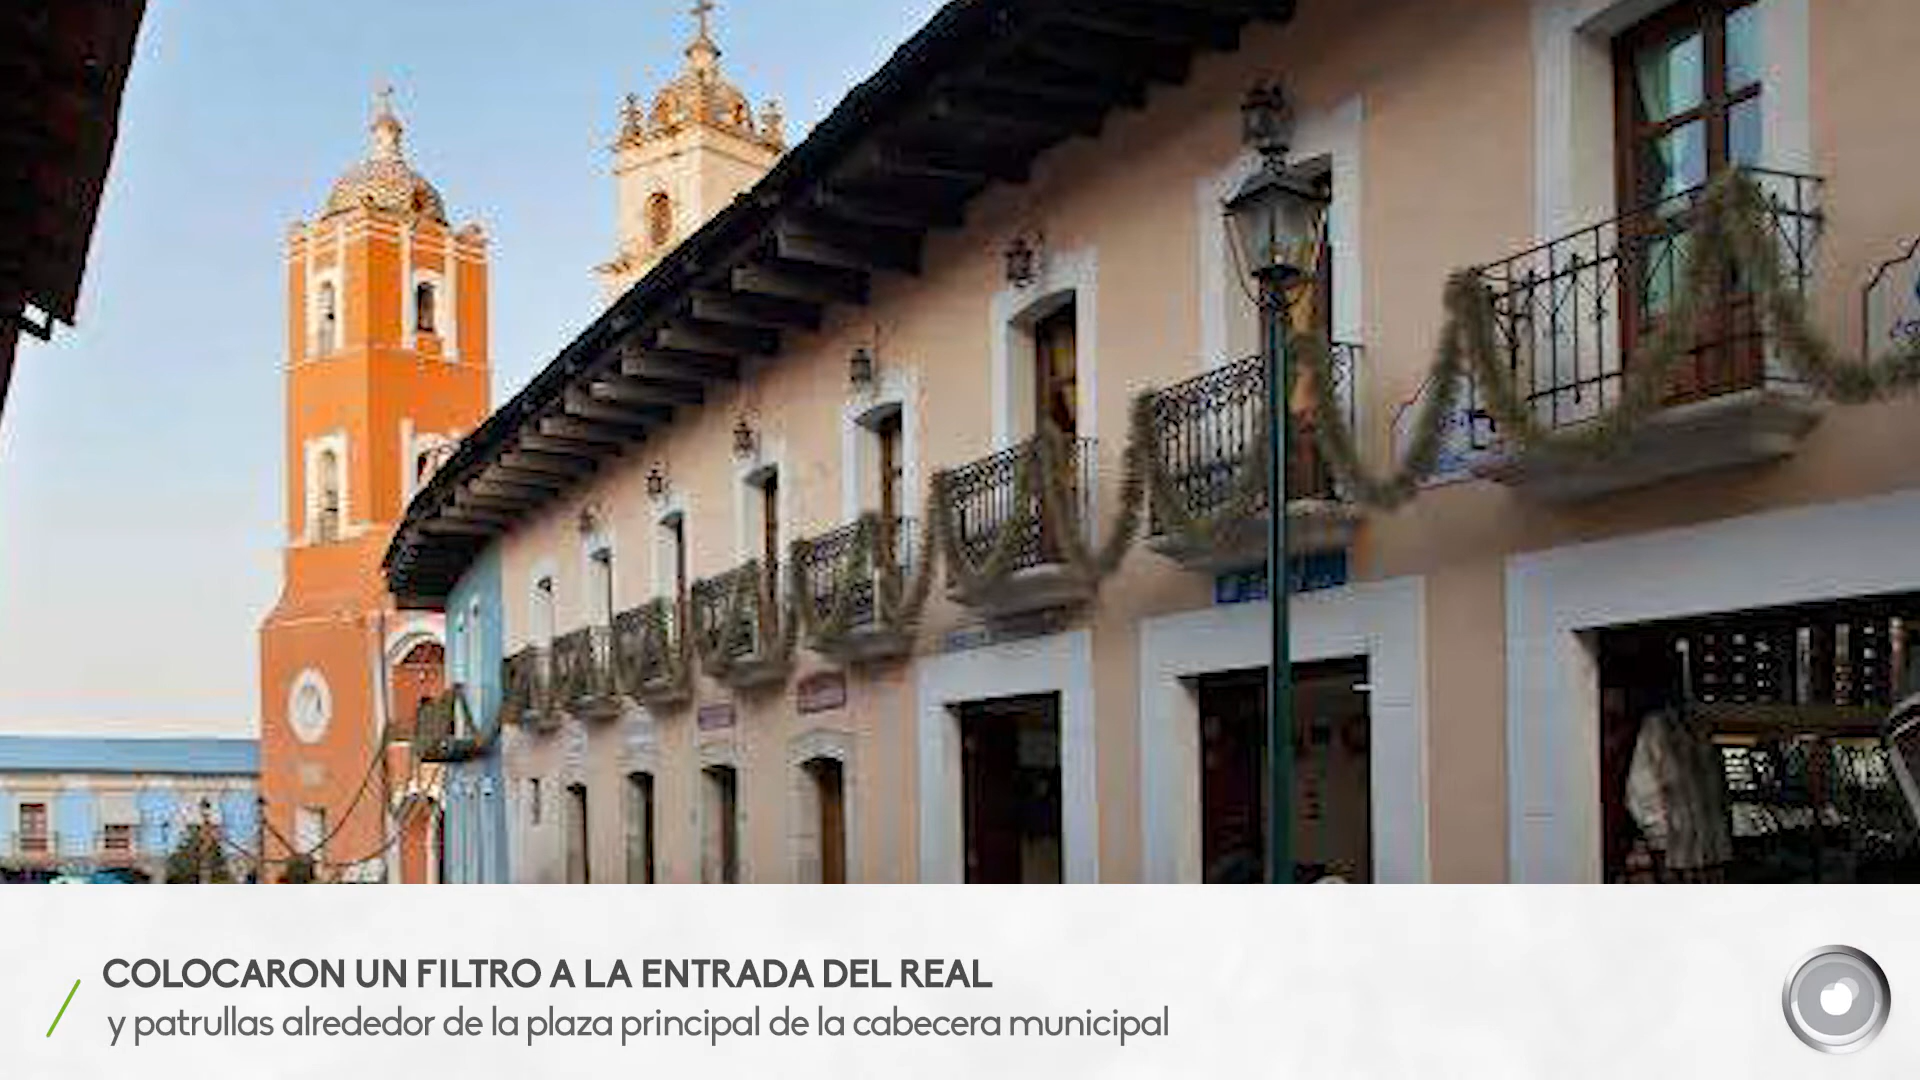 COLOCARON UN FILTRO A LA ENTRADA DEL REAL
y patrullas alrededor de la plaza principal de la cabecera municipal